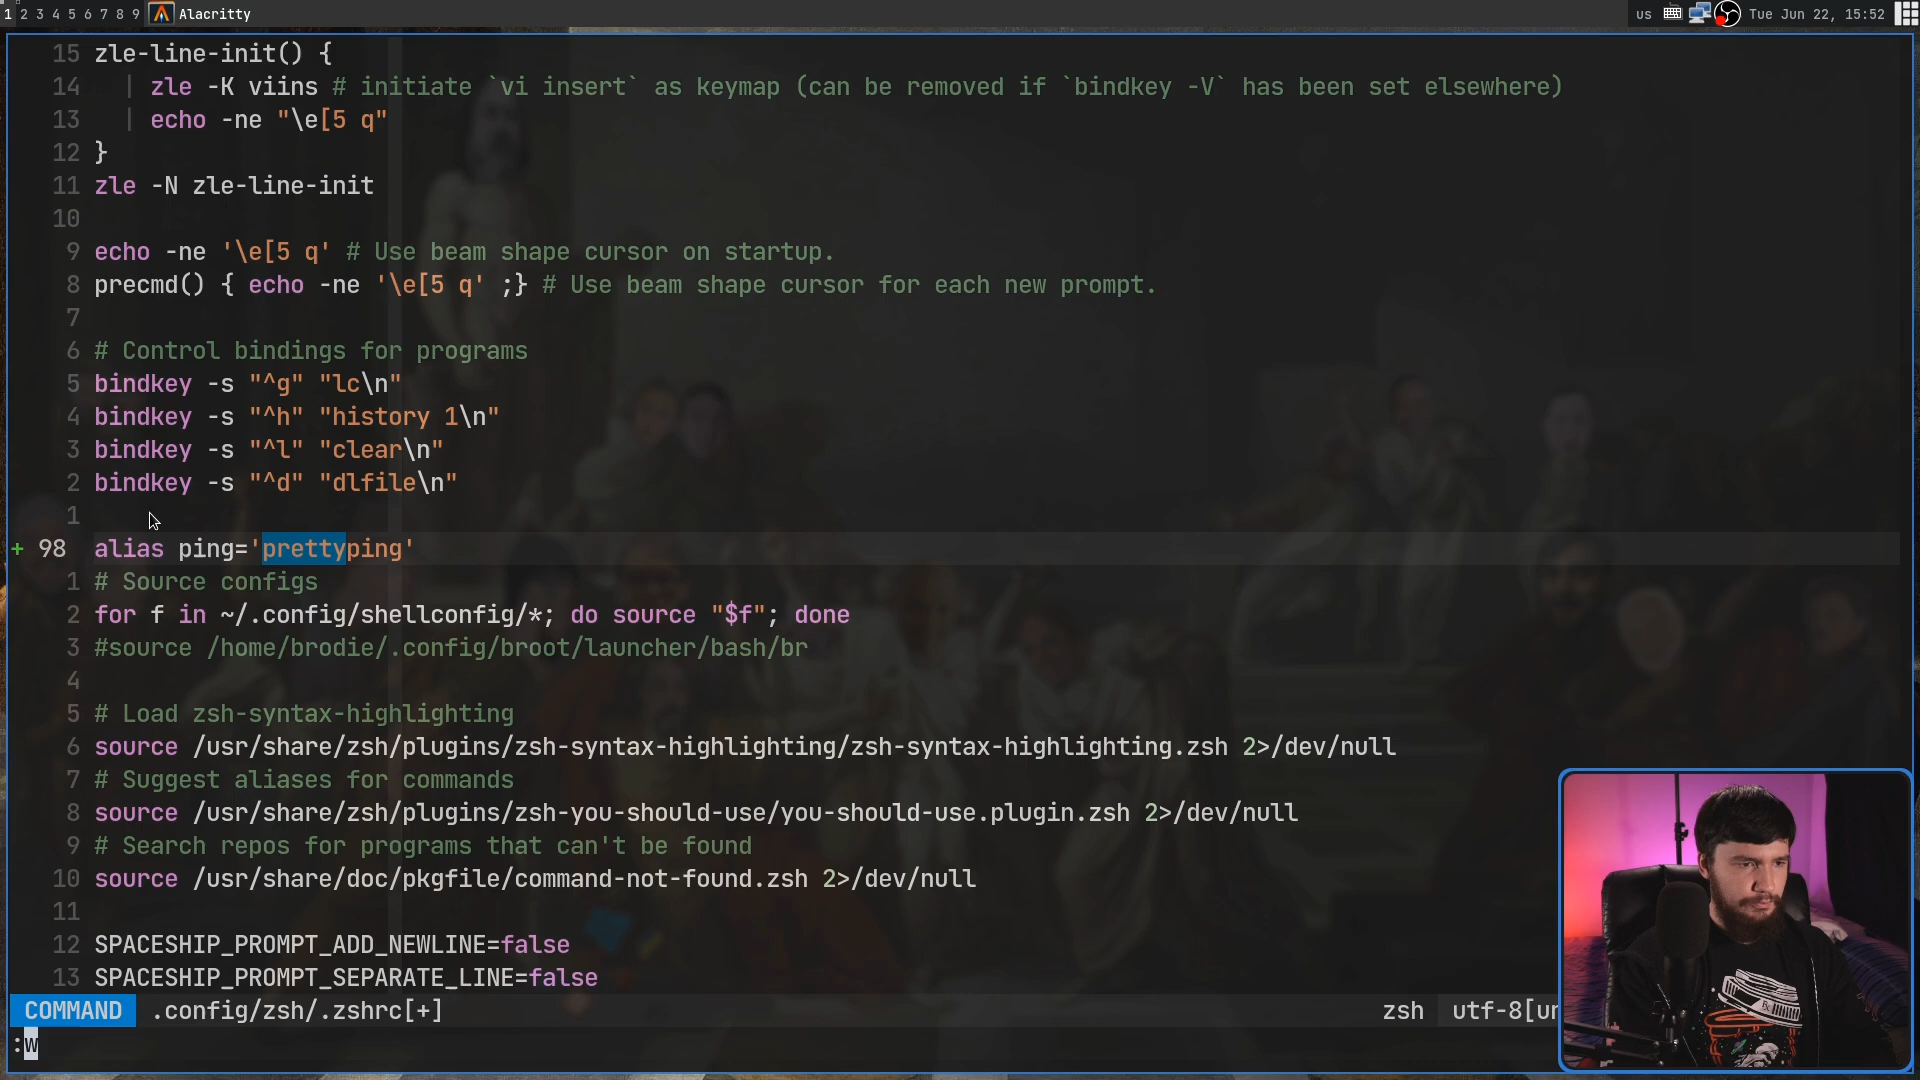 1 2 3 4 5 6 7 8 9 Alacritty us Tue Jun 22, 15:52
15 zle-line-init() {
14 | zle -K viins # initiate `vi insert` as keymap (can be removed if `bindkey -V` has been set elsewhere)
13 | echo -ne "\e[5 q"
12 }
11 zle -N zle-line-init
10
9 echo -ne '\e[5 q' # Use beam shape cursor on startup.
8 precmd() { echo -ne '\e[5 q' ;} # Use beam shape cursor for each new prompt.
7
6 # Control bindings for programs
5 bindkey -s "^g" "lc\n"
4 bindkey -s "^h" "history 1\n"
3 bindkey -s "^l" "clear\n"
2 bindkey -s "^d" "dlfile\n"
1
+ 98 alias ping='prettyping'
1 # Source configs
2 for f in ~/.config/shellconfig/*; do source "$f"; done
3 #source /home/brodie/.config/broot/launcher/bash/br
4
5 # Load zsh-syntax-highlighting
6 source /usr/share/zsh/plugins/zsh-syntax-highlighting/zsh-syntax-highlighting.zsh 2>/dev/null
7 # Suggest aliases for commands
8 source /usr/share/zsh/plugins/zsh-you-should-use/you-should-use.plugin.zsh 2>/dev/null
9 # Search repos for programs that can't be found
10 source /usr/share/doc/pkgfile/command-not-found.zsh 2>/dev/null
11
12 SPACESHIP_PROMPT_ADD_NEWLINE=false
13 SPACESHIP_PROMPT_SEPARATE_LINE=false
COMMAND .config/zsh/.zshrc[+] zsh utf-8[un
:w